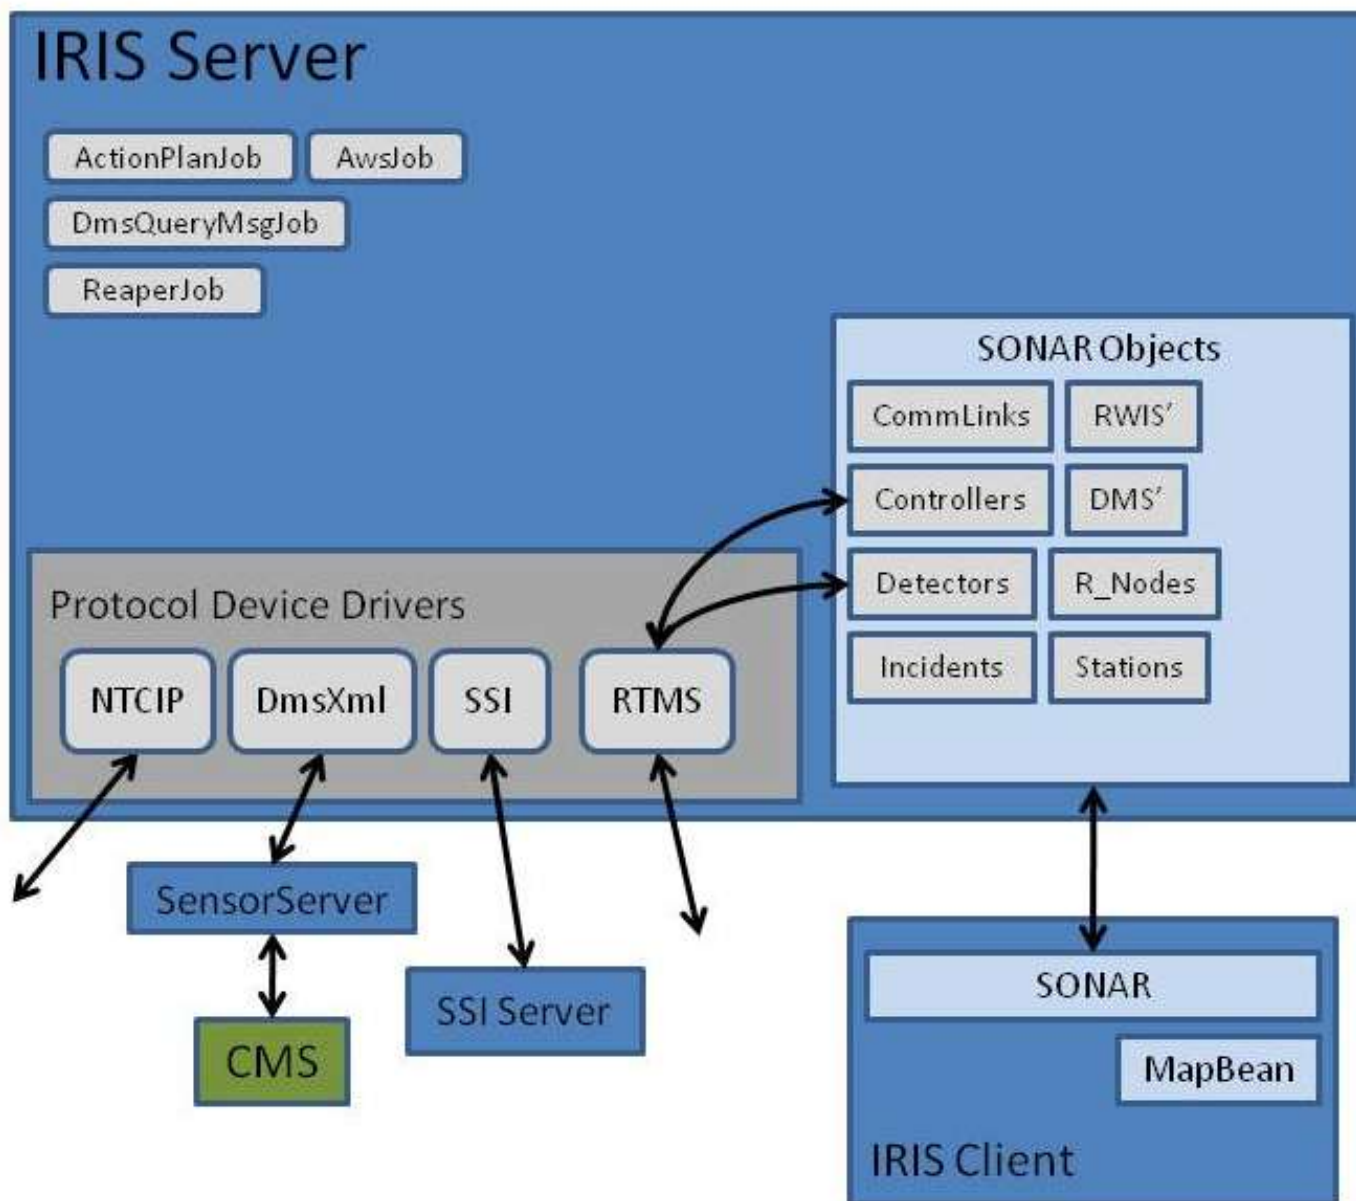 IRIS Server
ActionPlanJob
AwsJob
DmsQueryMsgJob
ReaperJob
SONAR Objects
CommLinks
RWIS’
Controllers
DMS’
Detectors
R_Nodes
Incidents
Stations
Protocol Device Drivers
NTCIP
DmsXml
SSI
RTMS
SensorServer
SSI Server
CMS
SONAR
MapBean
IRIS Client